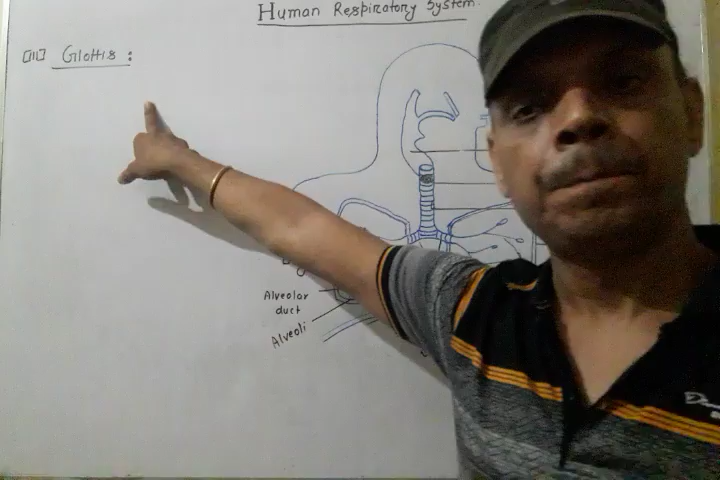 Human Respiratory System
[III] Glottis :
Alveolar
duct
Alveoli